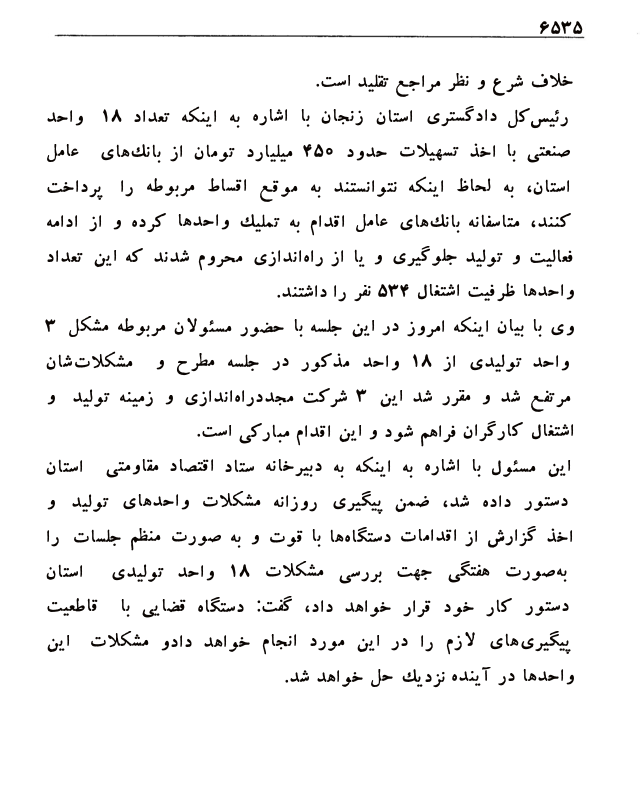 ۶۵۳۵
خلاف شرع و نظر مراجع تقلید است.
رئیس‌کل دادگستری استان زنجان با اشاره به اینکه تعداد ۱۸ واحد
صنعتی با اخذ تسهیلات حدود ۴۵۰ میلیارد تومان از بانك‌های عامل
استان، به لحاظ اینکه نتوانستند به موقع اقساط مربوطه را پرداخت
کنند، متاسفانه بانك‌های عامل اقدام به تملیك واحدها کرده و از ادامه
فعالیت و تولید جلوگیری و یا از راه‌اندازی محروم شدند که این تعداد
واحدها ظرفیت اشتغال ۵۳۴ نفر را داشتند.
وی با بیان اینکه امروز در این جلسه با حضور مسئولان مربوطه مشکل ۳
واحد تولیدی از ۱۸ واحد مذکور در جلسه مطرح و مشکلات‌شان
مرتفع شد و مقرر شد این ۳ شرکت مجددراه‌اندازی و زمینه تولید و
اشتغال کارگران فراهم شود و این اقدام مبارکی است.
این مسئول با اشاره به اینکه به دبیرخانه ستاد اقتصاد مقاومتی استان
دستور داده شد، ضمن پیگیری روزانه مشکلات واحدهای تولید و
اخذ گزارش از اقدامات دستگاه‌ها با قوت و به صورت منظم جلسات را
به‌صورت هفتگی جهت بررسی مشکلات ۱۸ واحد تولیدی استان
دستور کار خود قرار خواهد داد، گفت: دستگاه قضایی با قاطعیت
پیگیری‌های لازم را در این مورد انجام خواهد دادو مشکلات این
واحدها در آینده نزدیك حل خواهد شد.